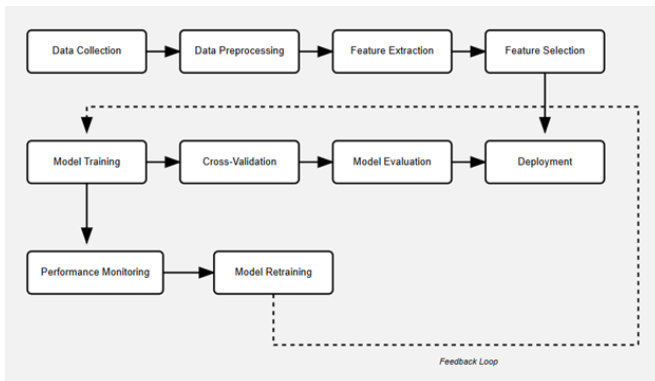 Data Collection
Data Preprocessing
Feature Extraction
Feature Selection
Model Training
Cross-Validation
Model Evaluation
Deployment
Performance Monitoring
Model Retraining
Feedback Loop